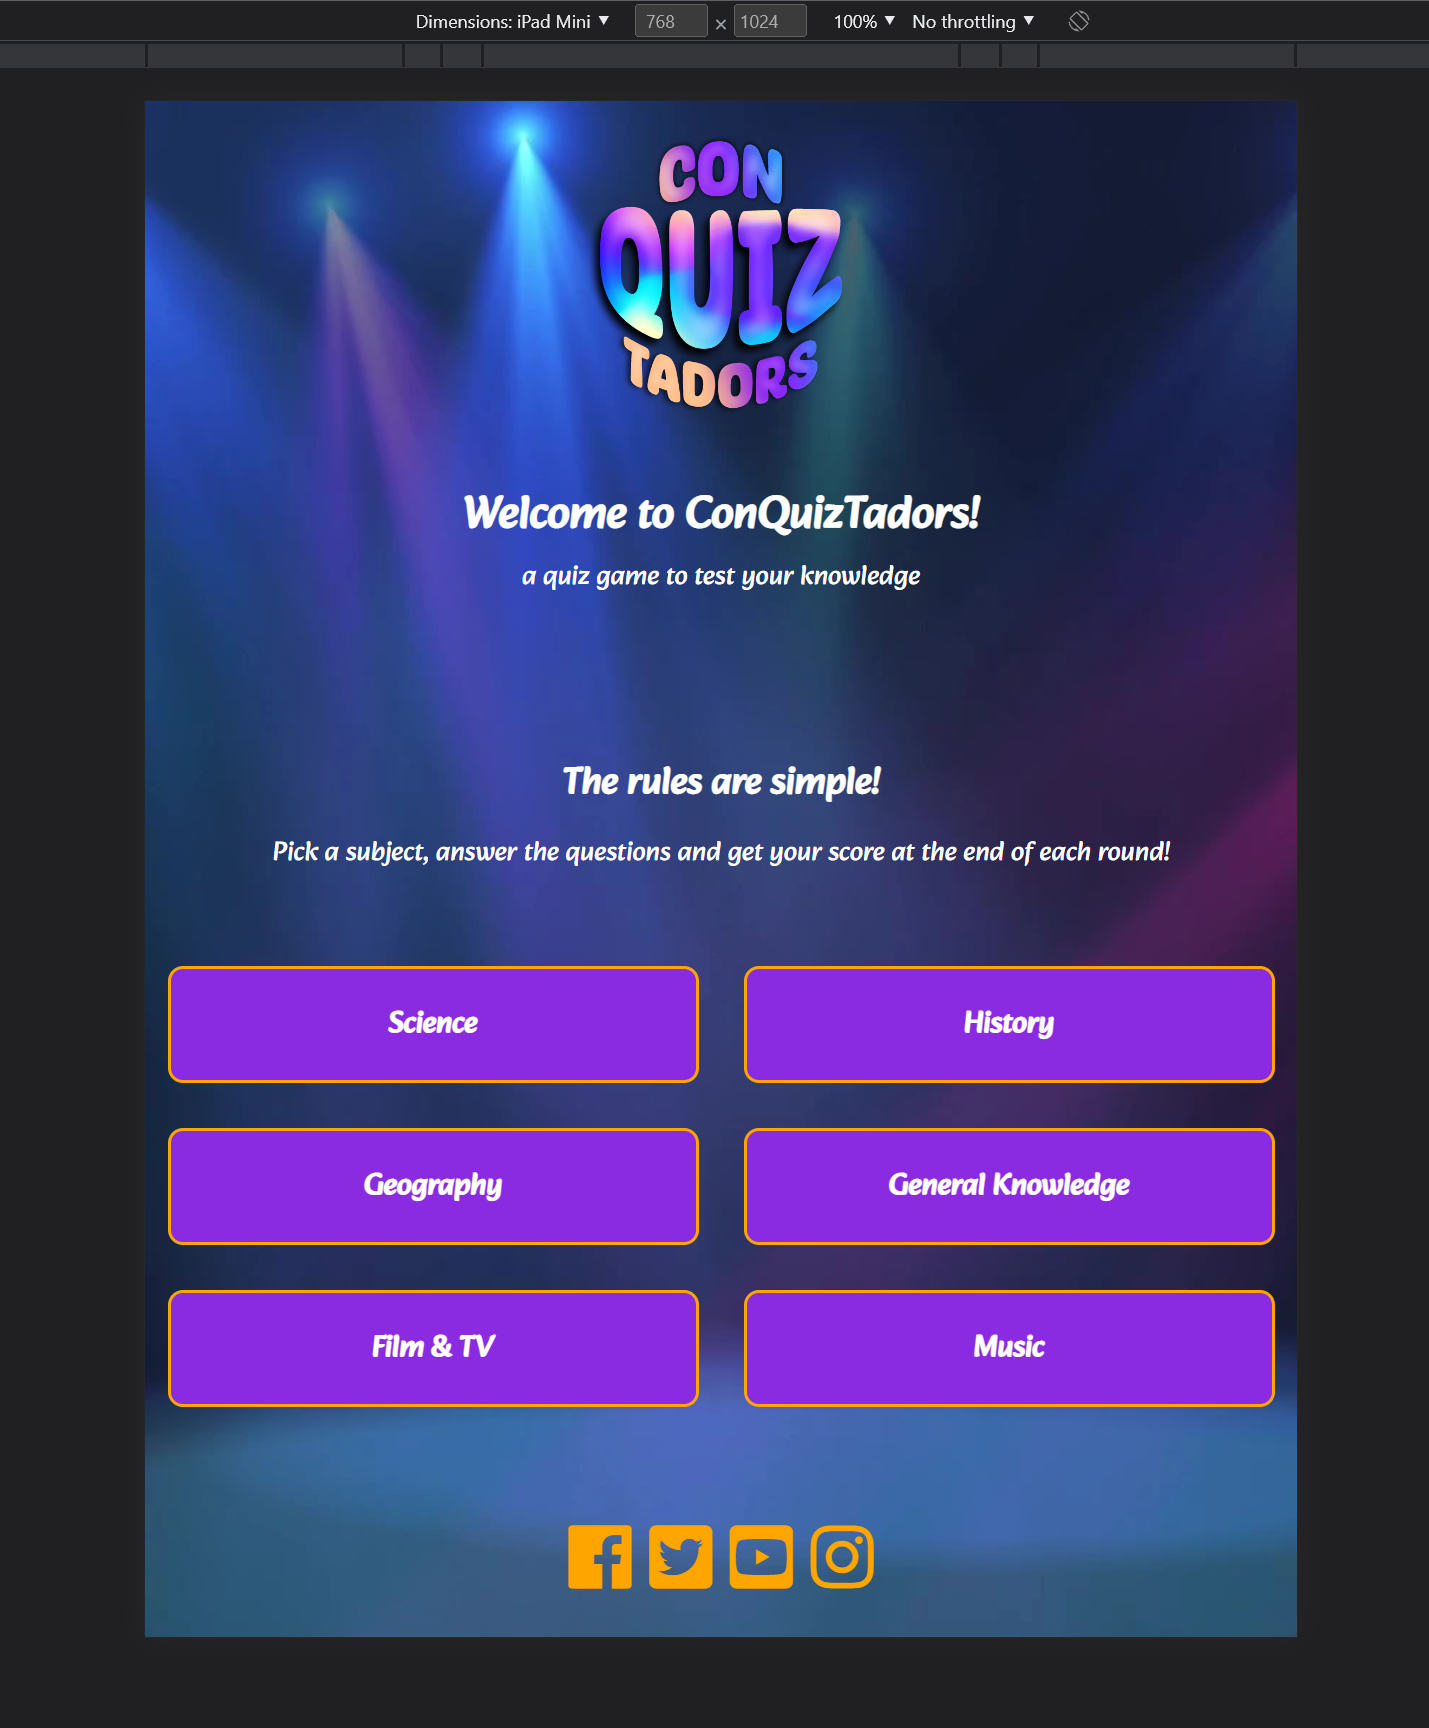 Dimensions: iPad Mini ▼ 768 × 1024 100% ▼ No throttling ▼
CON
QUIZ
TADORS
Welcome to ConQuizTadors!
a quiz game to test your knowledge
The rules are simple!
Pick a subject, answer the questions and get your score at the end of each round!
Science
History
Geography
General Knowledge
Film & TV
Music